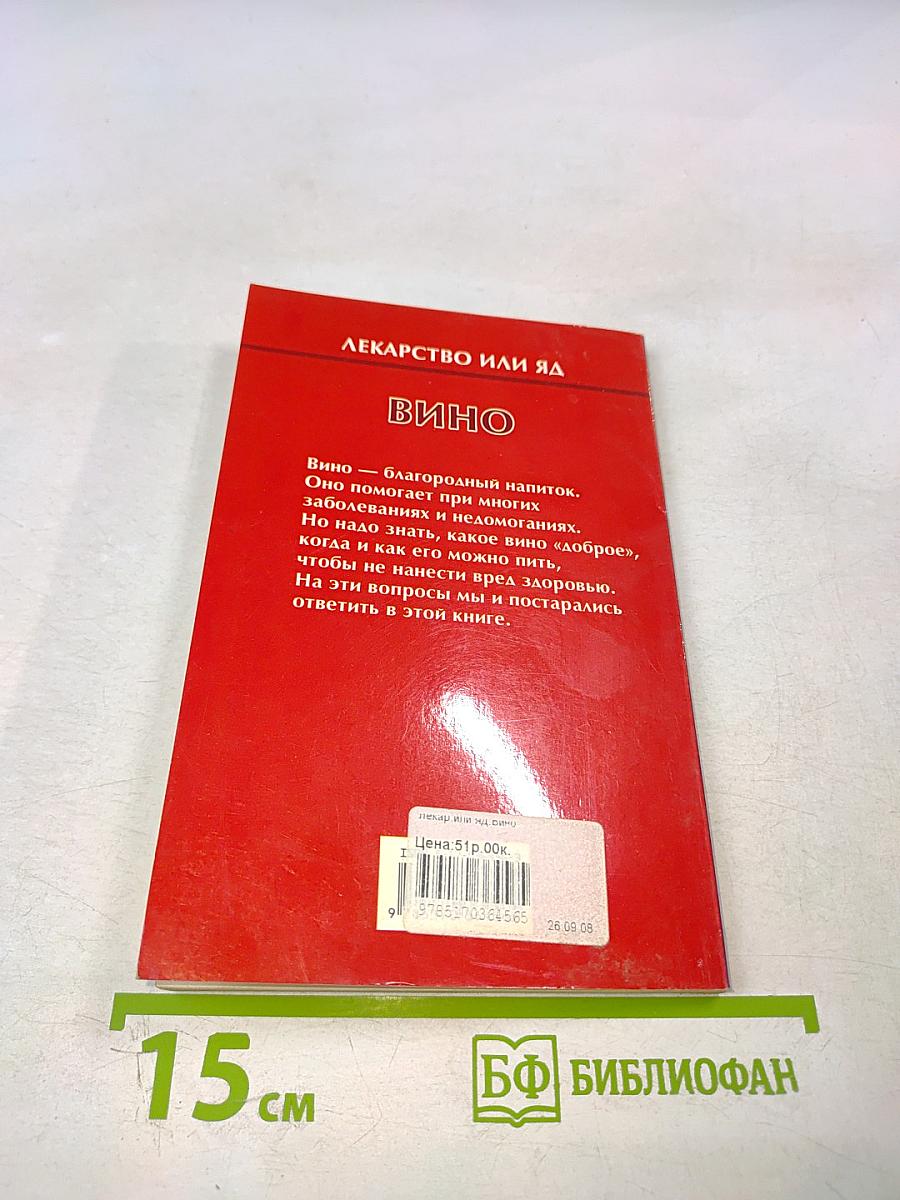 ЛЕКАРСТВО ИЛИ ЯД
ВИНО
Вино — благородный напиток.
Оно помогает при многих
заболеваниях и недомоганиях.
Но надо знать, какое вино «доброе»,
когда и как его можно пить,
чтобы не нанести вред здоровью.
На эти вопросы мы и постарались
ответить в этой книге.
лекар.или яд.вино
Цена:51р.00к.
9785170364565
26.09.08
15 см
БФ БИБЛИОФАН